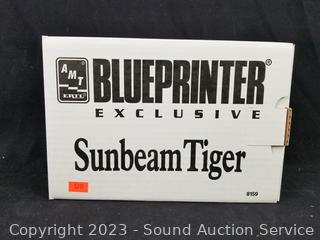 AMT
ERTL
BLUEPRINTER®
EXCLUSIVE
Sunbeam Tiger
8159
Copyright 2023 - Sound Auction Service